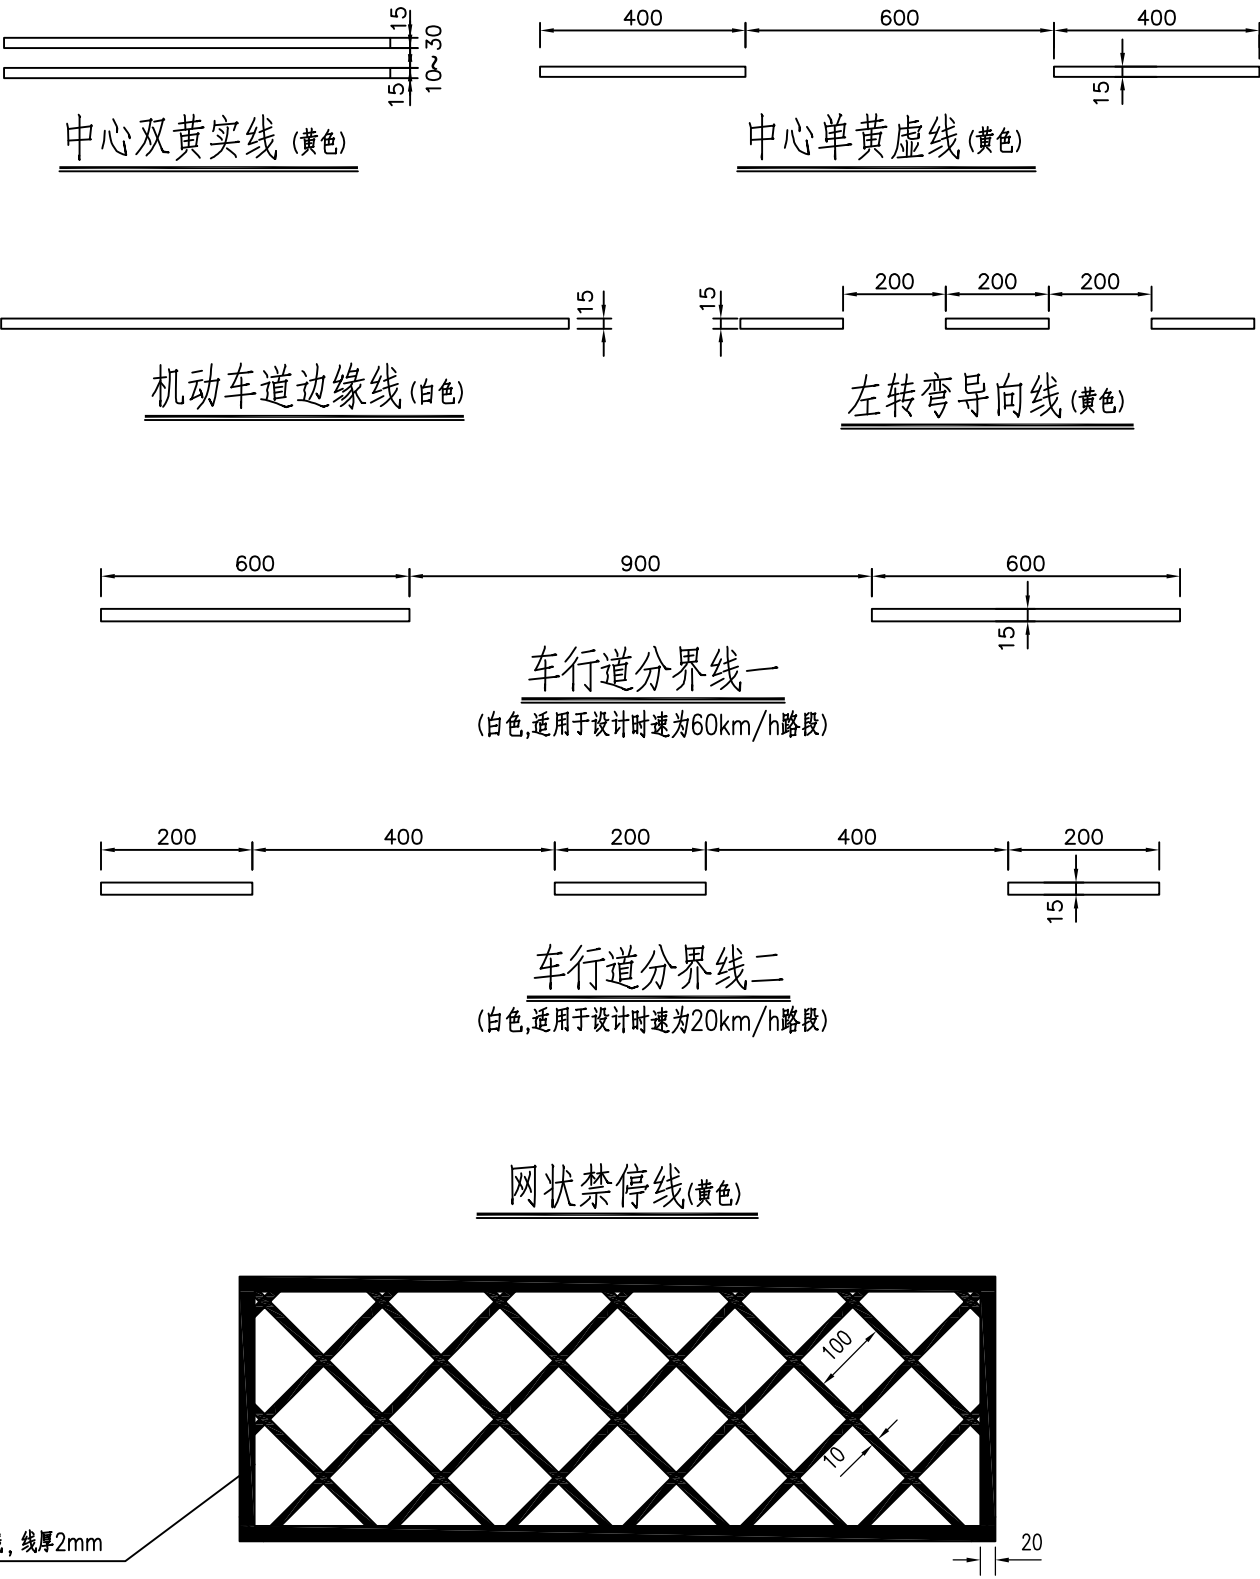 15
10~30
15
中心双黄实线 (黄色)
400
600
400
15
中心单黄虚线 (黄色)
15
机动车道边缘线 (白色)
15
200
200
200
左转弯导向线 (黄色)
600
900
600
15
车行道分界线一
(白色,适用于设计时速为60km/h路段)
200
400
200
400
200
15
车行道分界线二
(白色,适用于设计时速为20km/h路段)
网状禁停线(黄色)
100
10
, 线厚2mm
20